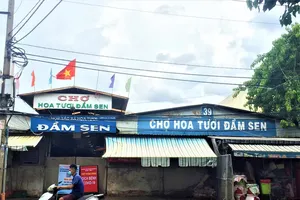 CHỢ
HOA TƯƠI ĐẦM SEN
ĐẦM SEN
39
CHỢ HOA TƯƠI ĐẦM SEN